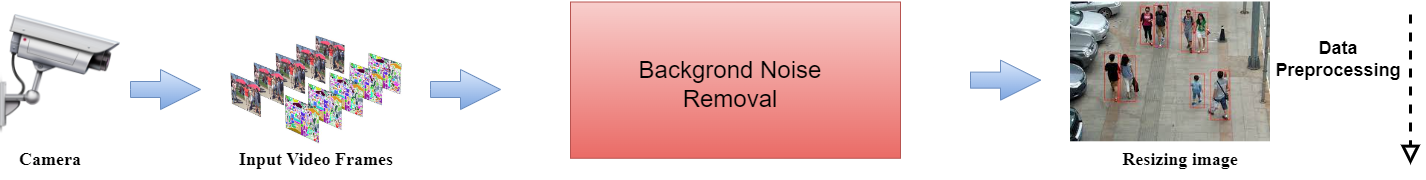 Backgrond Noise
Removal
Data
Preprocessing
Camera
Input Video Frames
Resizing image